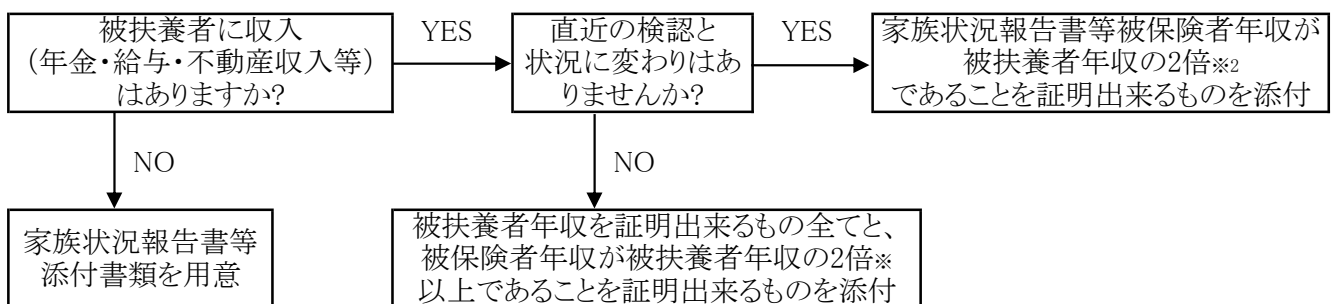 被扶養者に収入
（年金・給与・不動産収入等）
はありますか?
YES
直近の検認と
状況に変わりはあ
りませんか?
YES
家族状況報告書等被保険者年収が
被扶養者年収の2倍※2
であることを証明出来るものを添付
NO
NO
家族状況報告書等
添付書類を用意
被扶養者年収を証明出来るもの全てと、
被保険者年収が被扶養者年収の2倍※
以上であることを証明出来るものを添付